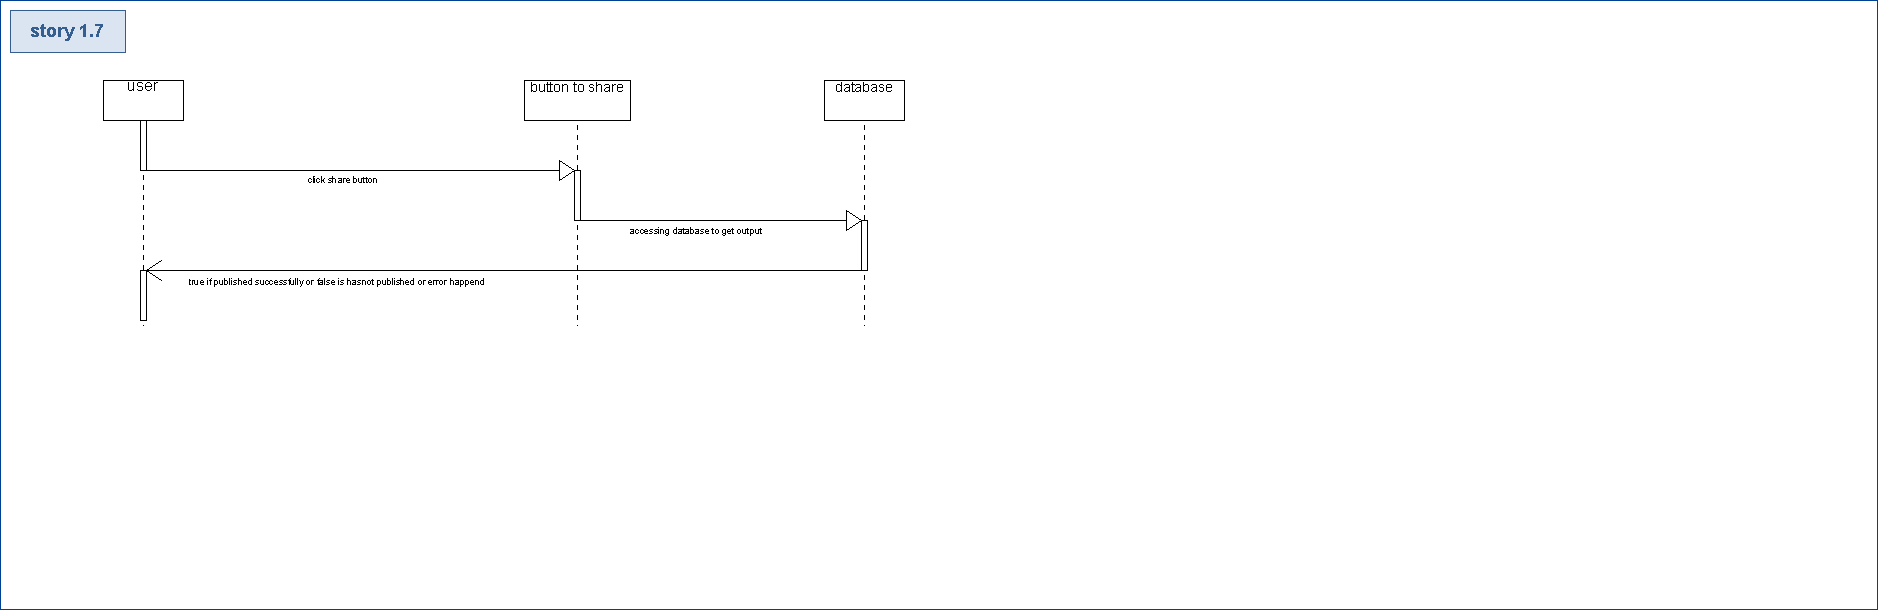 story 1.7
user
button to share
database
click share button
accessing database to get output
true if published successfully or false is hasnot published or error happend